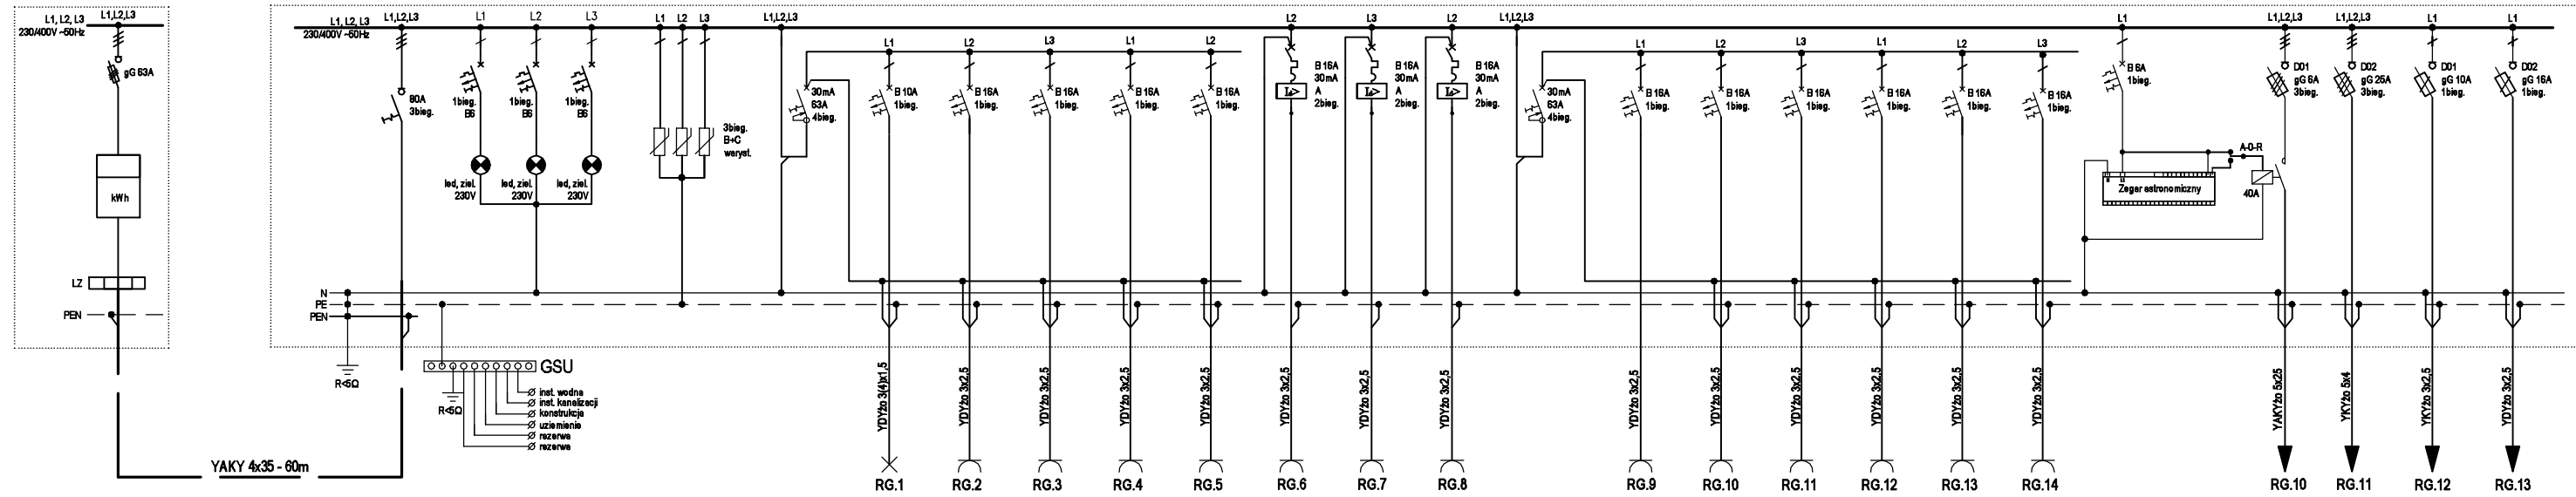 L1, L2, L3
230/400V ~50Hz
L1,L2,L3
gG 63A
kWh
LZ
PEN
YAKY 4x35 - 60m
L1, L2, L3
230/400V ~50Hz
L1,L2,L3
80A
3bieg.
L1
1bieg.
B6
led, ziel.
230V
L2
1bieg.
B6
led, ziel.
230V
L3
1bieg.
B6
led, ziel.
230V
L1
L2
L3
3bieg.
B+C
waryst.
N
PE
PEN
R<5Ω
GSU
R<5Ω
inst. wodna
inst. kanalizacji
konstrukcja
uziemienie
rezerwa
rezerwa
L1,L2,L3
30mA
63A
4bieg.
L1
B 10A
1bieg.
YDYżo 3(4)x1,5
RG.1
L2
B 16A
1bieg.
YDYżo 3x2,5
RG.2
L3
B 16A
1bieg.
YDYżo 3x2,5
RG.3
L1
B 16A
1bieg.
YDYżo 3x2,5
RG.4
L2
B 16A
1bieg.
YDYżo 3x2,5
RG.5
L2
B 16A
30mA
A
2bieg.
YDYżo 3x2,5
RG.6
L3
B 16A
30mA
A
2bieg.
YDYżo 3x2,5
RG.7
L2
B 16A
30mA
A
2bieg.
YDYżo 3x2,5
RG.8
L1,L2,L3
30mA
63A
4bieg.
L1
B 16A
1bieg.
YDYżo 3x2,5
RG.9
L2
B 16A
1bieg.
YDYżo 3x2,5
RG.10
L3
B 16A
1bieg.
YDYżo 3x2,5
RG.11
L1
B 16A
1bieg.
YDYżo 3x2,5
RG.12
L2
B 16A
1bieg.
YDYżo 3x2,5
RG.13
L3
B 16A
1bieg.
YDYżo 3x2,5
RG.14
L1
B 6A
1bieg.
Zegar astronomiczny
A-0-R
40A
L1,L2,L3
D01
gG 6A
3bieg.
YAKYżo 5x25
RG.10
L1,L2,L3
D02
gG 25A
3bieg.
YKYżo 5x4
RG.11
L1
D01
gG 10A
1bieg.
YKYżo 3x2,5
RG.12
L1
D02
gG 16A
1bieg.
YDYżo 3x2,5
RG.13